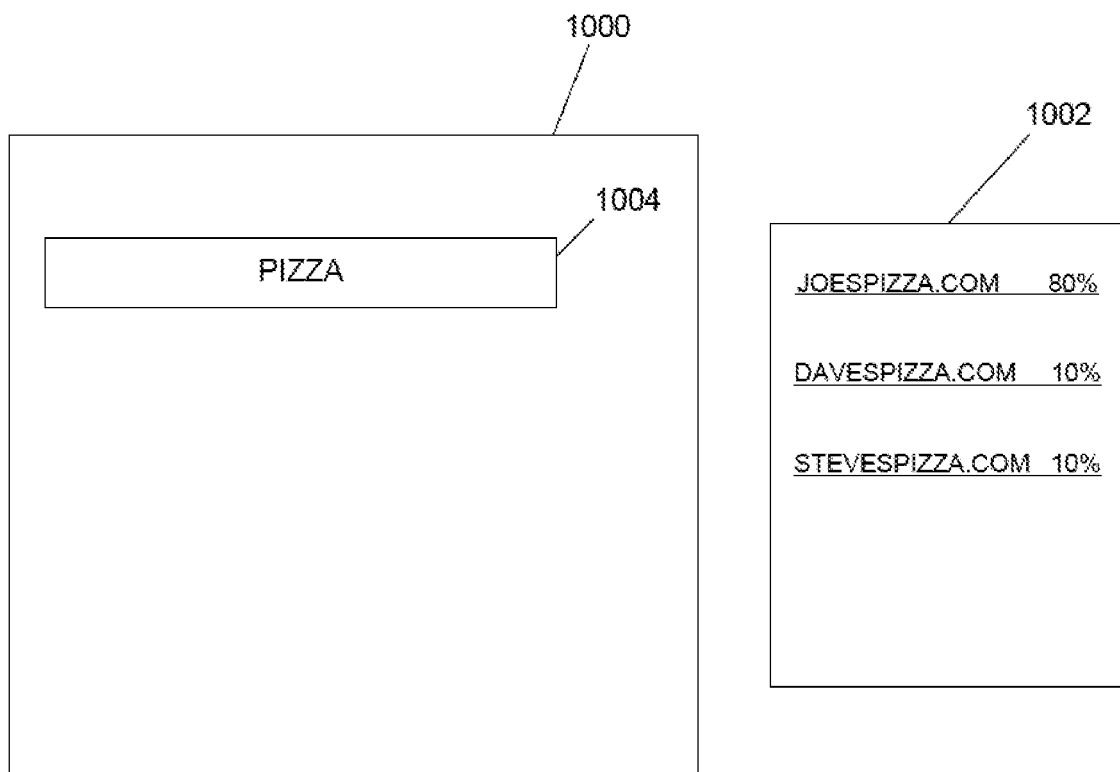 1000
1002
1004
PIZZA
JOESPIZZA.COM 80%
DAVESPIZZA.COM 10%
STEVESPIZZA.COM 10%